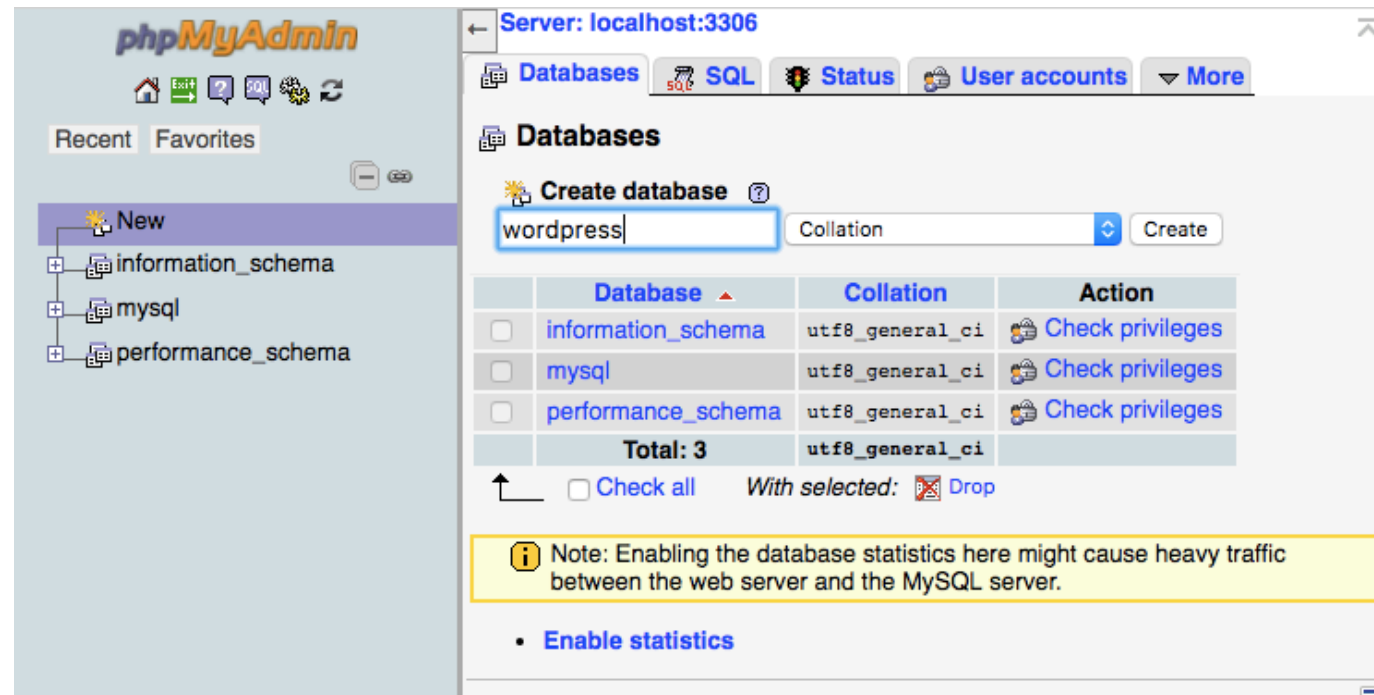 phpMyAdmin
Exit
SQL
Recent Favorites
New
information_schema
mysql
performance_schema
Server: localhost:3306
Databases SQL Status User accounts More
Databases
Create database
wordpress Collation Create
Database Collation Action
information_schema utf8_general_ci Check privileges
mysql utf8_general_ci Check privileges
performance_schema utf8_general_ci Check privileges
Total: 3 utf8_general_ci
Check all With selected: Drop
Note: Enabling the database statistics here might cause heavy traffic
between the web server and the MySQL server.
• Enable statistics